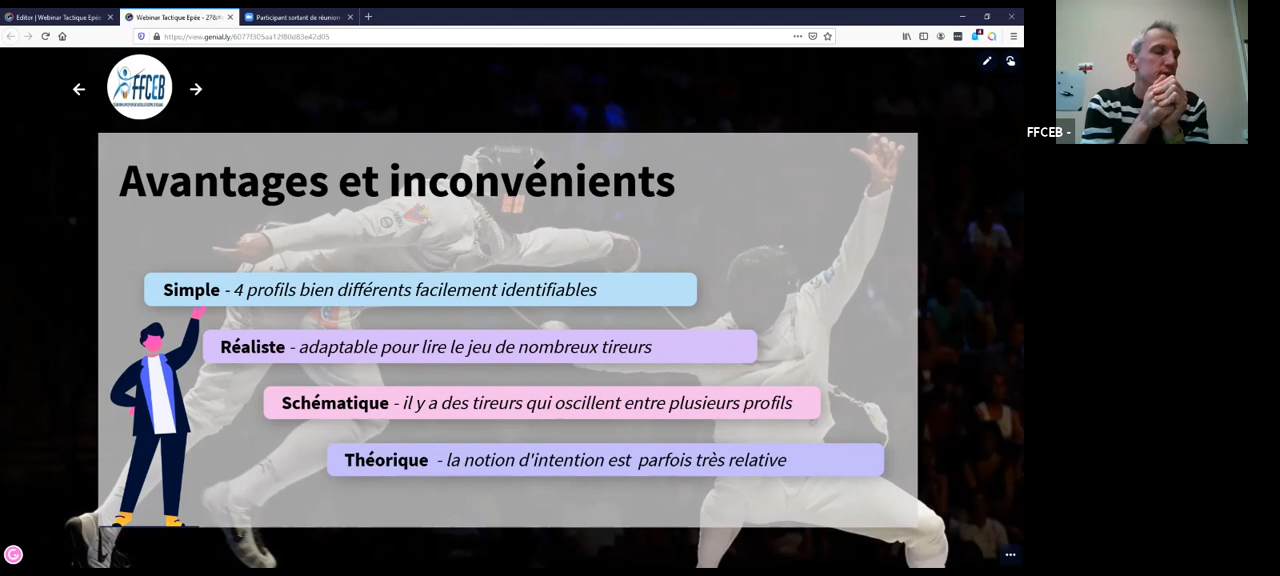 Editor | Webinar Tactique Epée
Webinar Tactique Epée - 27&#
Participant sortant de réunion
https://view.genial.ly/6077f305aa12f80d83e42d05
FFCEB
Avantages et inconvénients
Simple - 4 profils bien différents facilement identifiables
Réaliste - adaptable pour lire le jeu de nombreux tireurs
Schématique - il y a des tireurs qui oscillent entre plusieurs profils
Théorique - la notion d'intention est parfois très relative
FFCEB -